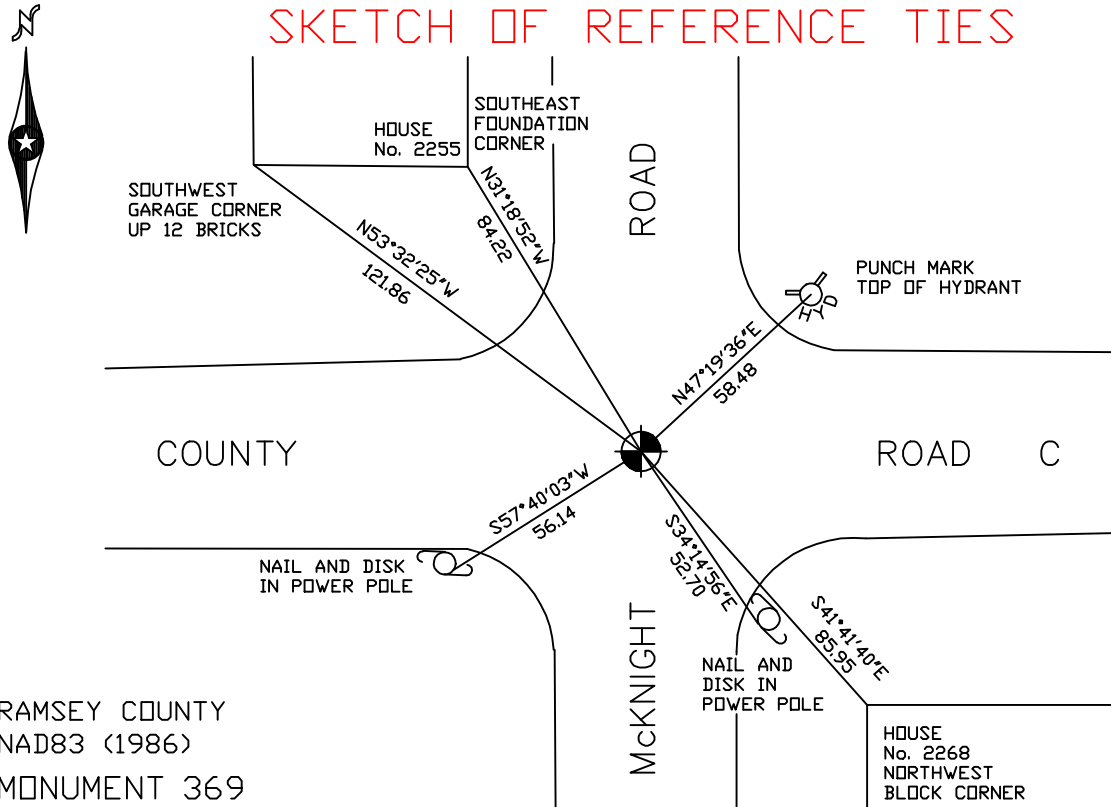 N
SKETCH OF REFERENCE TIES
SOUTHEAST
FOUNDATION
CORNER
HOUSE
No. 2255
SOUTHWEST
GARAGE CORNER
UP 12 BRICKS
N31°18'52"W
84.22
N53°32'25"W
121.86
ROAD
PUNCH MARK
TOP OF HYDRANT
HYD
N47°19'36"E
58.48
COUNTY
ROAD C
S57°40'03"W
56.14
NAIL AND DISK
IN POWER POLE
S34°14'56"E
52.70
S41°41'40"E
85.95
McKNIGHT
NAIL AND
DISK IN
POWER POLE
HOUSE
No. 2268
NORTHWEST
BLOCK CORNER
RAMSEY COUNTY
NAD83 (1986)
MONUMENT 369